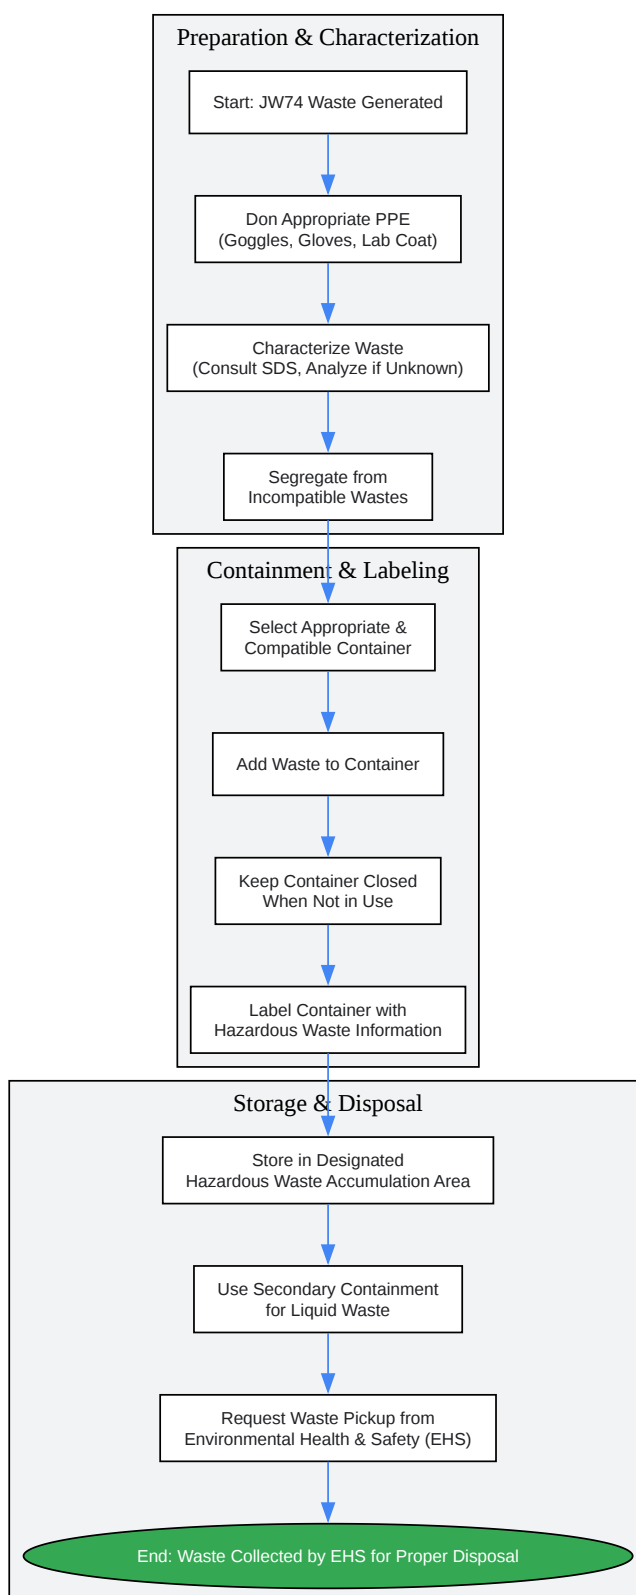 Preparation & Characterization
Start: JW74 Waste Generated
Don Appropriate PPE
(Goggles, Gloves, Lab Coat)
Characterize Waste
(Consult SDS, Analyze if Unknown)
Segregate from
Incompatible Wastes
Containment & Labeling
Select Appropriate &
Compatible Container
Add Waste to Container
Keep Container Closed
When Not in Use
Label Container with
Hazardous Waste Information
Storage & Disposal
Store in Designated
Hazardous Waste Accumulation Area
Use Secondary Containment
for Liquid Waste
Request Waste Pickup from
Environmental Health & Safety (EHS)
End: Waste Collected by EHS for Proper Disposal